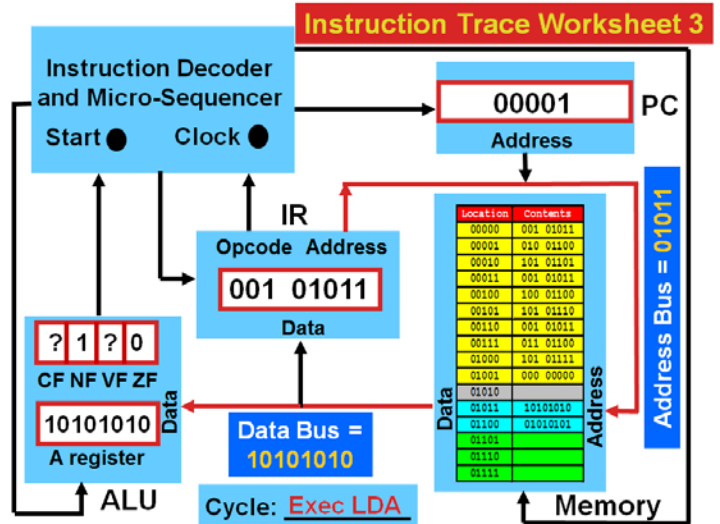 Instruction Trace Worksheet 3
Instruction Decoder
and Micro-Sequencer
Start
Clock
00001
PC
Address
IR
Opcode Address
001 01011
Data
Location Contents
00000 001 01011
00001 010 01100
00010 101 01101
00011 001 01011
00100 100 01100
00101 101 01110
00110 001 01011
00111 011 01100
01000 101 01111
01001 000 00000
01010
01011 10101010
01100 01010101
01101
01110
01111
Data
Address
Memory
Address Bus = 01011
? 1 ? 0
CF NF VF ZF
10101010
A register
Data
ALU
Data Bus =
10101010
Cycle: Exec LDA